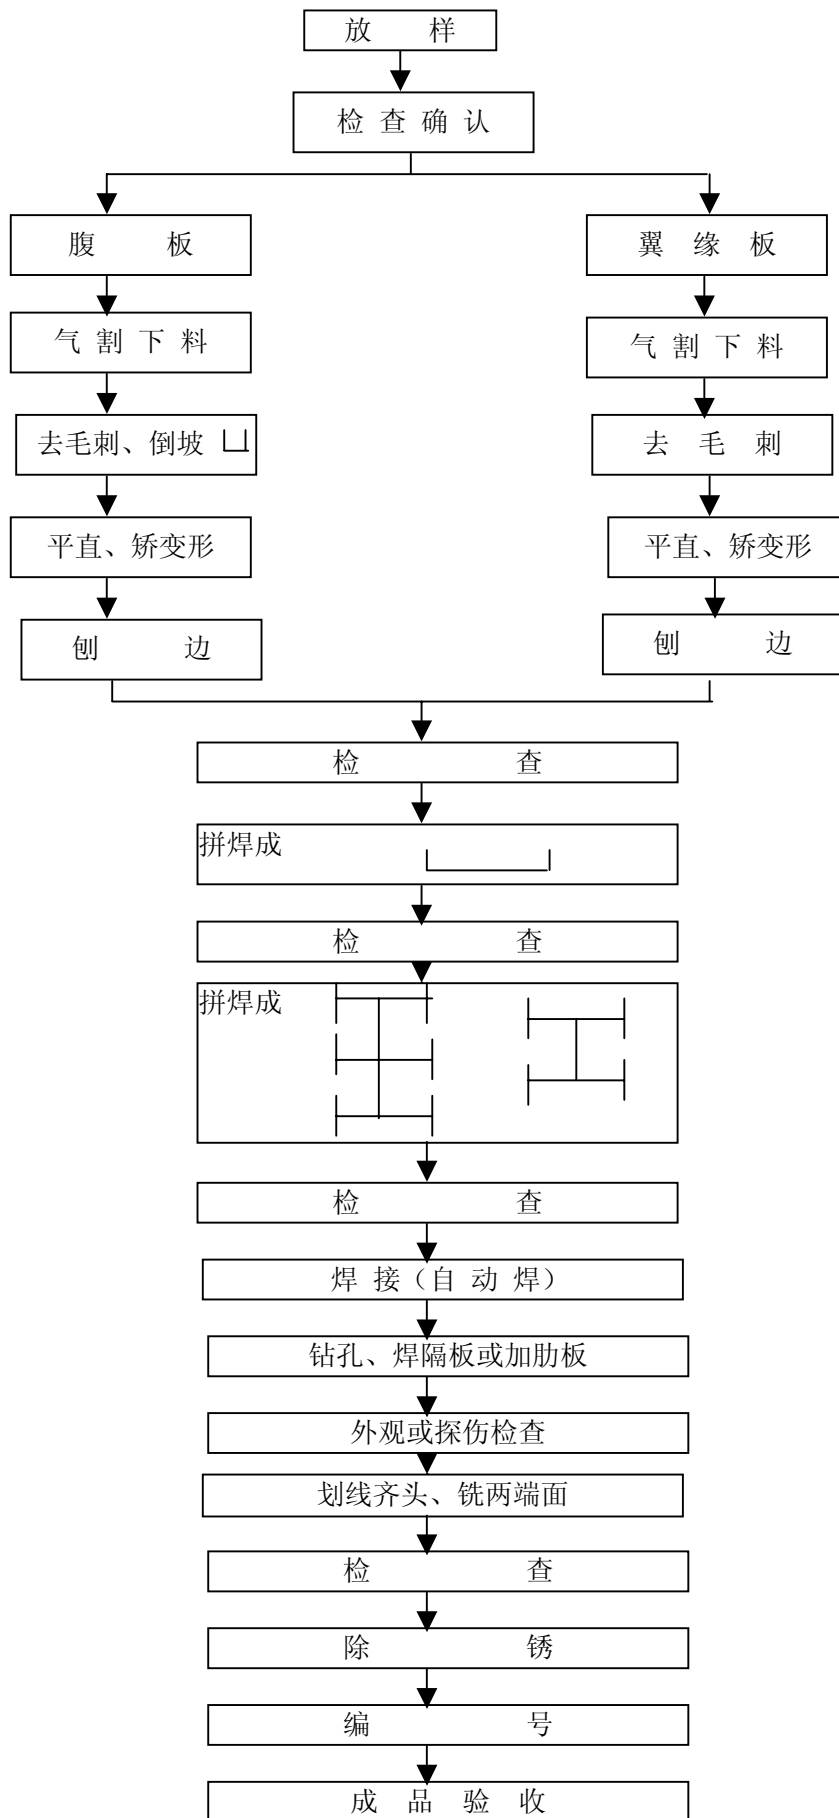 放 样
检 查 确 认
腹 板
翼 缘 板
气 割 下 料
气 割 下 料
去毛刺、倒坡
去 毛 刺
平直、矫变形
平直、矫变形
刨 边
刨 边
检 查
拼焊成
检 查
拼焊成
检 查
焊 接（自 动 焊）
钻孔、焊隔板或加肋板
外观或探伤检查
划线齐头、铣两端面
检 查
除 锈
编 号
成 品 验 收